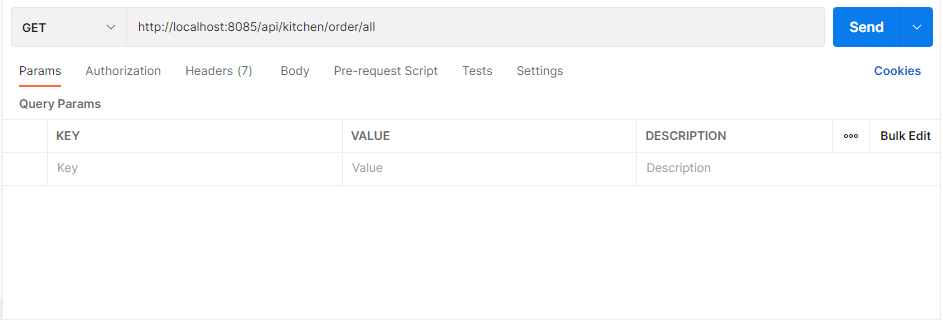 GET http://localhost:8085/api/kitchen/order/all Send
Params Authorization Headers (7) Body Pre-request Script Tests Settings Cookies
Query Params
KEY VALUE DESCRIPTION ooo Bulk Edit
Key Value Description